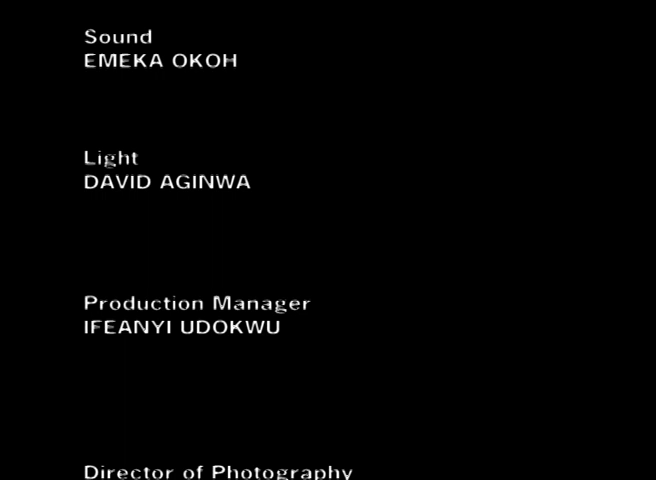 Sound
EMEKA OKOH
Light
DAVID AGINWA
Production Manager
IFEANYI UDOKWU
Director of Photography